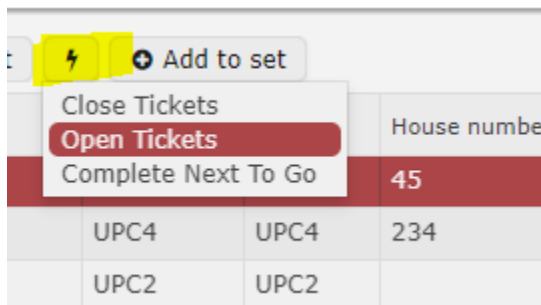 Add to set
Close Tickets
Open Tickets
Complete Next To Go
House numbe
45
UPC4 UPC4 234
UPC2 UPC2